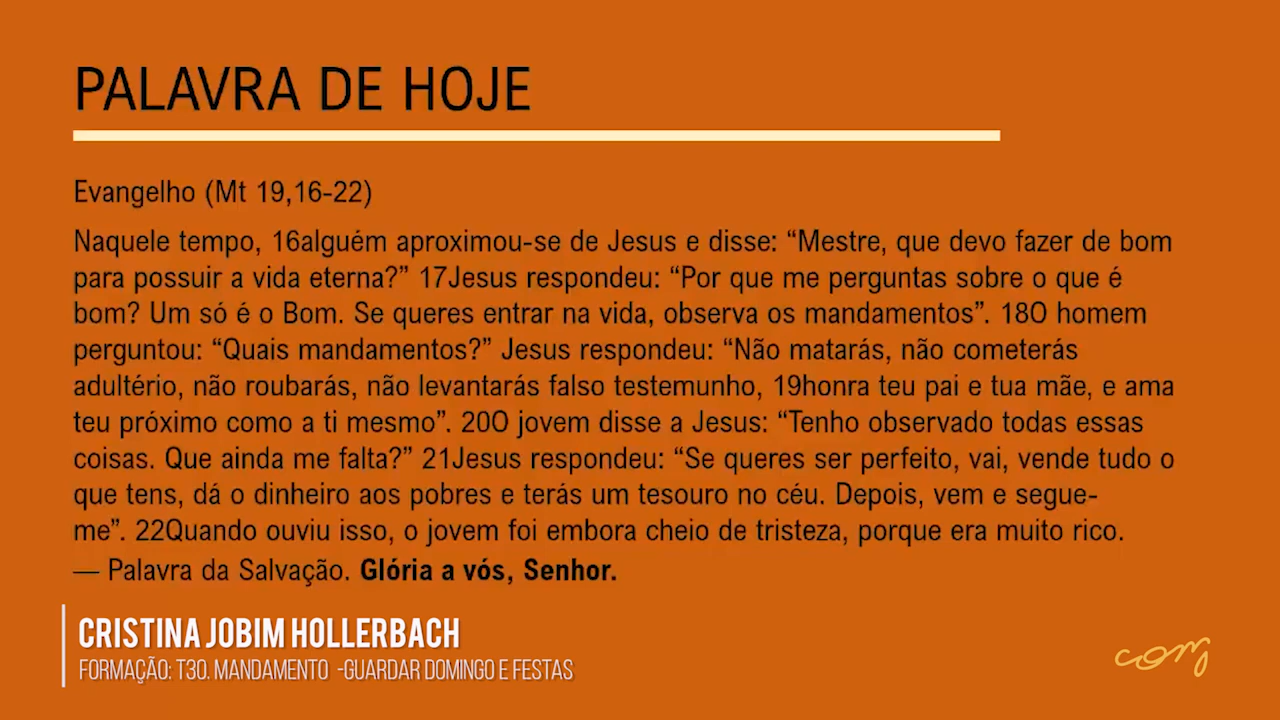 PALAVRA DE HOJE
Evangelho (Mt 19,16-22)
Naquele tempo, 16alguém aproximou-se de Jesus e disse: “Mestre, que devo fazer de bom
para possuir a vida eterna?” 17Jesus respondeu: “Por que me perguntas sobre o que é
bom? Um só é o Bom. Se queres entrar na vida, observa os mandamentos”. 18O homem
perguntou: “Quais mandamentos?” Jesus respondeu: “Não matarás, não cometerás
adultério, não roubarás, não levantarás falso testemunho, 19honra teu pai e tua mãe, e ama
teu próximo como a ti mesmo”. 20O jovem disse a Jesus: “Tenho observado todas essas
coisas. Que ainda me falta?” 21Jesus respondeu: “Se queres ser perfeito, vai, vende tudo o
que tens, dá o dinheiro aos pobres e terás um tesouro no céu. Depois, vem e segue-
me”. 22Quando ouviu isso, o jovem foi embora cheio de tristeza, porque era muito rico.
— Palavra da Salvação. Glória a vós, Senhor.
CRISTINA JOBIM HOLLERBACH
FORMAÇÃO: T30. MANDAMENTO -GUARDAR DOMINGO E FESTAS